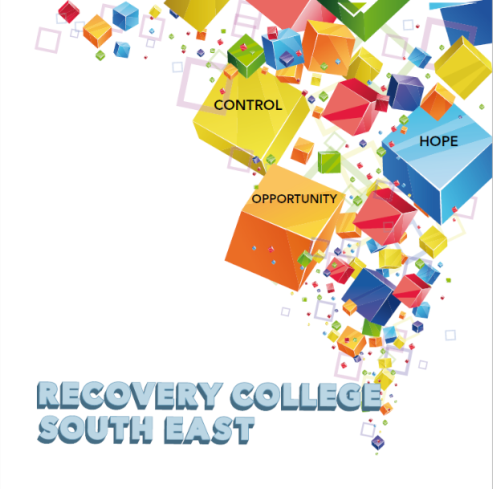 CONTROL
HOPE
OPPORTUNITY
RECOVERY COLLEGE
SOUTH EAST